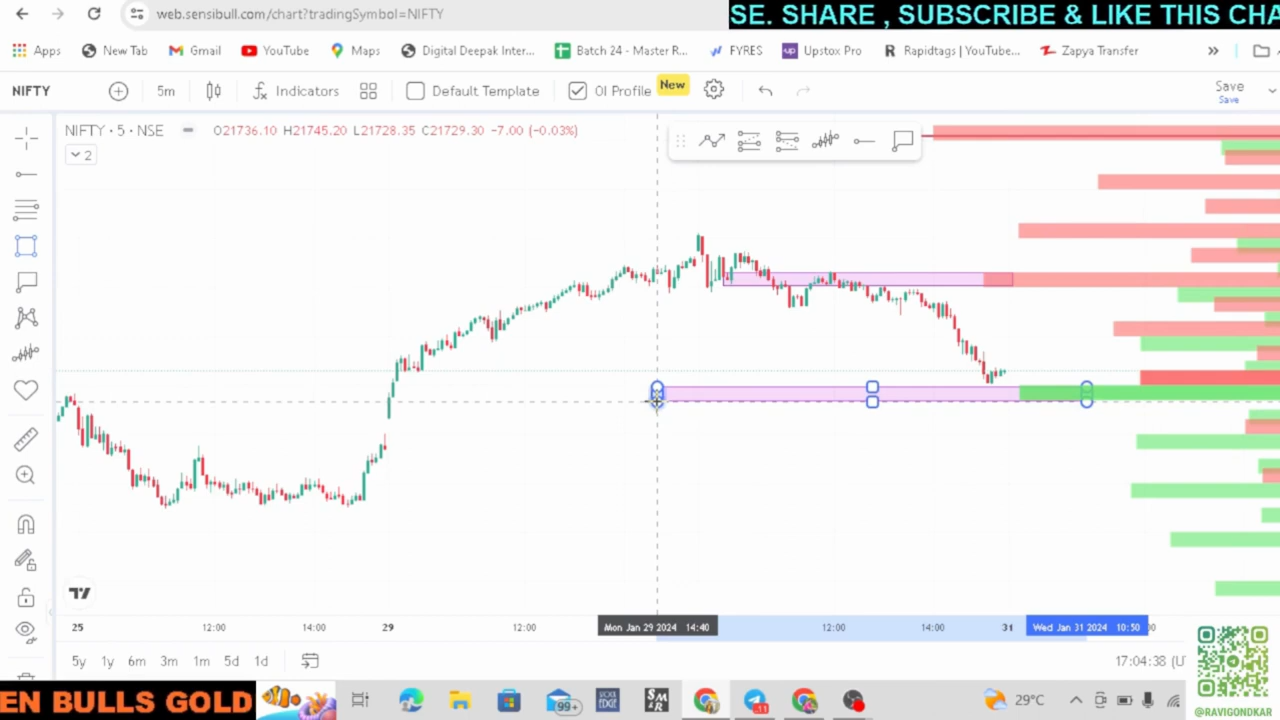 web.sensibull.com/chart?tradingSymbol=NIFTY
SE. SHARE , SUBSCRIBE & LIKE THIS CHA
Apps
New Tab
Gmail
YouTube
Maps
Digital Deepak Inter...
Batch 24 - Master R...
FYRES
Upstox Pro
Rapidtags | YouTube...
Zapya Transfer
»
NIFTY
5m
Indicators
Default Template
OI Profile
New
Save
Save
NIFTY · 5 · NSE
O21736.10 H21745.20 L21728.35 C21729.30 -7.00 (-0.03%)
2
25
12:00
14:00
29
12:00
Mon Jan 29 2024 14:40
12:00
14:00
31
Wed Jan 31 2024 10:50
5y 1y 6m 3m 1m 5d 1d
17:04:38 (U
EN BULLS GOLD
99+
STOCK EDGE
11
29°C
@RAVIGONDKAR